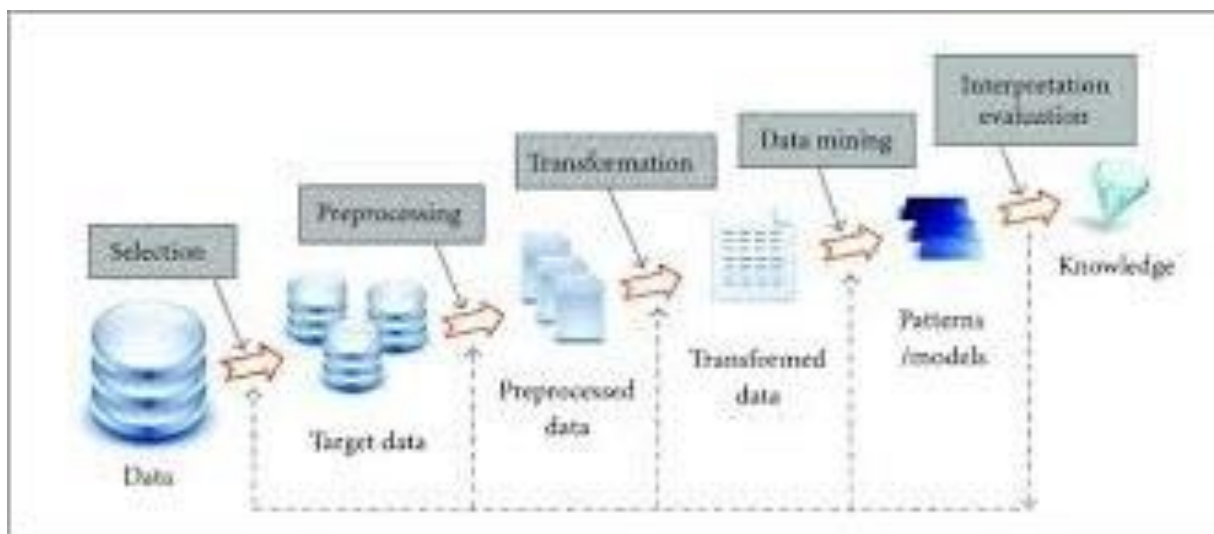 Interpretation
evaluation
Data mining
Transformation
Preprocessing
Selection
Knowledge
Patterns
/models
Transformed
data
Preprocessed
data
Target data
Data